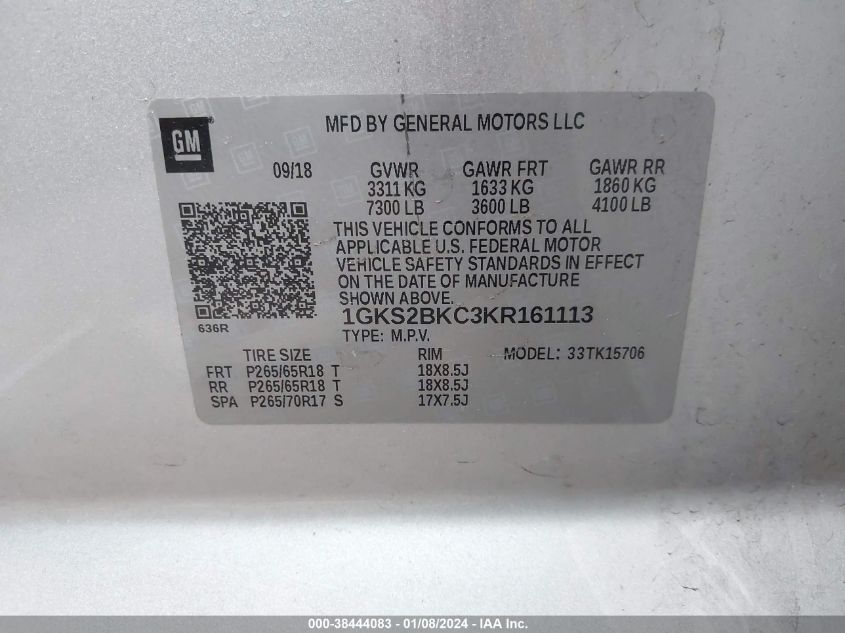 MFD BY GENERAL MOTORS LLC
GM
09/18 GVWR GAWR FRT GAWR RR
3311 KG 1633 KG 1860 KG
7300 LB 3600 LB 4100 LB
THIS VEHICLE CONFORMS TO ALL
APPLICABLE U.S. FEDERAL MOTOR
VEHICLE SAFETY STANDARDS IN EFFECT
ON THE DATE OF MANUFACTURE
SHOWN ABOVE.
636R
1GKS2BKC3KR161113
TYPE: M.P.V.
TIRE SIZE RIM MODEL: 33TK15706
FRT P265/65R18 T 18X8.5J
RR P265/65R18 T 18X8.5J
SPA P265/70R17 S 17X7.5J
000-38444083 - 01/08/2024 - IAA Inc.